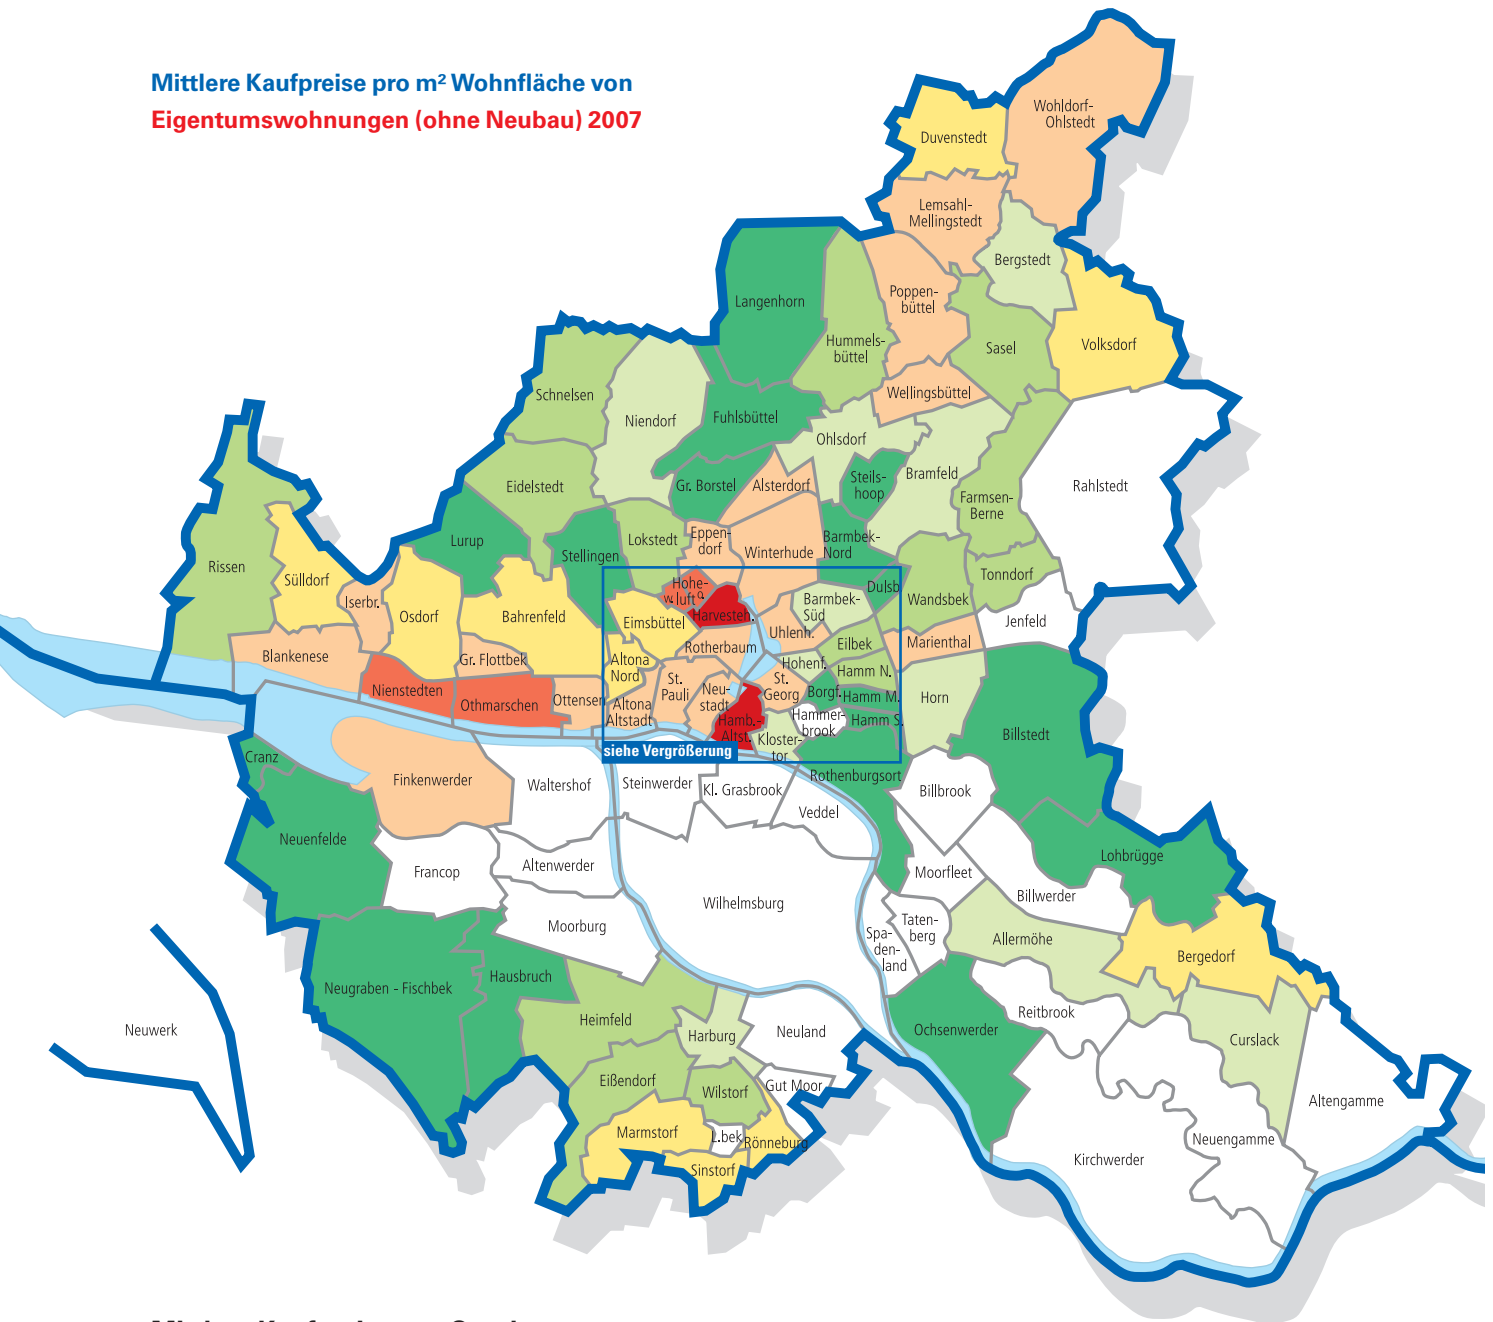 Mittlere Kaufpreise pro m² Wohnfläche von
Eigentumswohnungen (ohne Neubau) 2007
Wohldorf-
Ohlstedt
Duvenstedt
Lemsahl-
Mellingstedt
Bergstedt
Langenhorn
Poppen-
büttel
Hummels-
büttel
Sasel
Volksdorf
Schnelsen
Niendorf
Fuhlsbüttel
Wellingsbüttel
Ohlsdorf
Eidelstedt
Gr. Borstel
Alsterdorf
Steils-
hoop
Bramfeld
Farmsen-
Berne
Rahlstedt
Lurup
Stellingen
Lokstedt
Eppen-
dorf
Winterhude
Barmbek-
Nord
Rissen
Sülldorf
Iserbr.
Osdorf
Bahrenfeld
Hohe-
luft
Dulsb.
Wandsbek
Tonndorf
Harvesteh.
Barmbek-
Süd
Jenfeld
Eimsbüttel
Uhlenh.
Eilbek
Marienthal
Blankenese
Gr. Flottbek
Altona
Nord
Rotherbaum
Hohenf.
Hamm N.
Nienstedten
Othmarschen
Ottensen
Altona
Altstadt
St.
Pauli
Neu-
stadt
St.
Georg
Borgf.
Hamm M.
Horn
Hamb.-
Altst.
Hammer-
brook
Hamm S.
Billstedt
Kloster-
tor
siehe Vergrößerung
Cranz
Finkenwerder
Waltershof
Steinwerder
Kl. Grasbrook
Rothenburgsort
Billbrook
Veddel
Neuenfelde
Francop
Altenwerder
Moorfleet
Lohbrügge
Billwerder
Wilhelmsburg
Moorburg
Spa-
den-
land
Taten-
berg
Allermöhe
Bergedorf
Neugraben - Fischbek
Hausbruch
Reitbrook
Neuwerk
Heimfeld
Harburg
Neuland
Ochsenwerder
Curslack
Eißendorf
Wilstorf
Gut Moor
Altengamme
Marmstorf
L.bek
Rönneburg
Neuengamme
Sinstorf
Kirchwerder